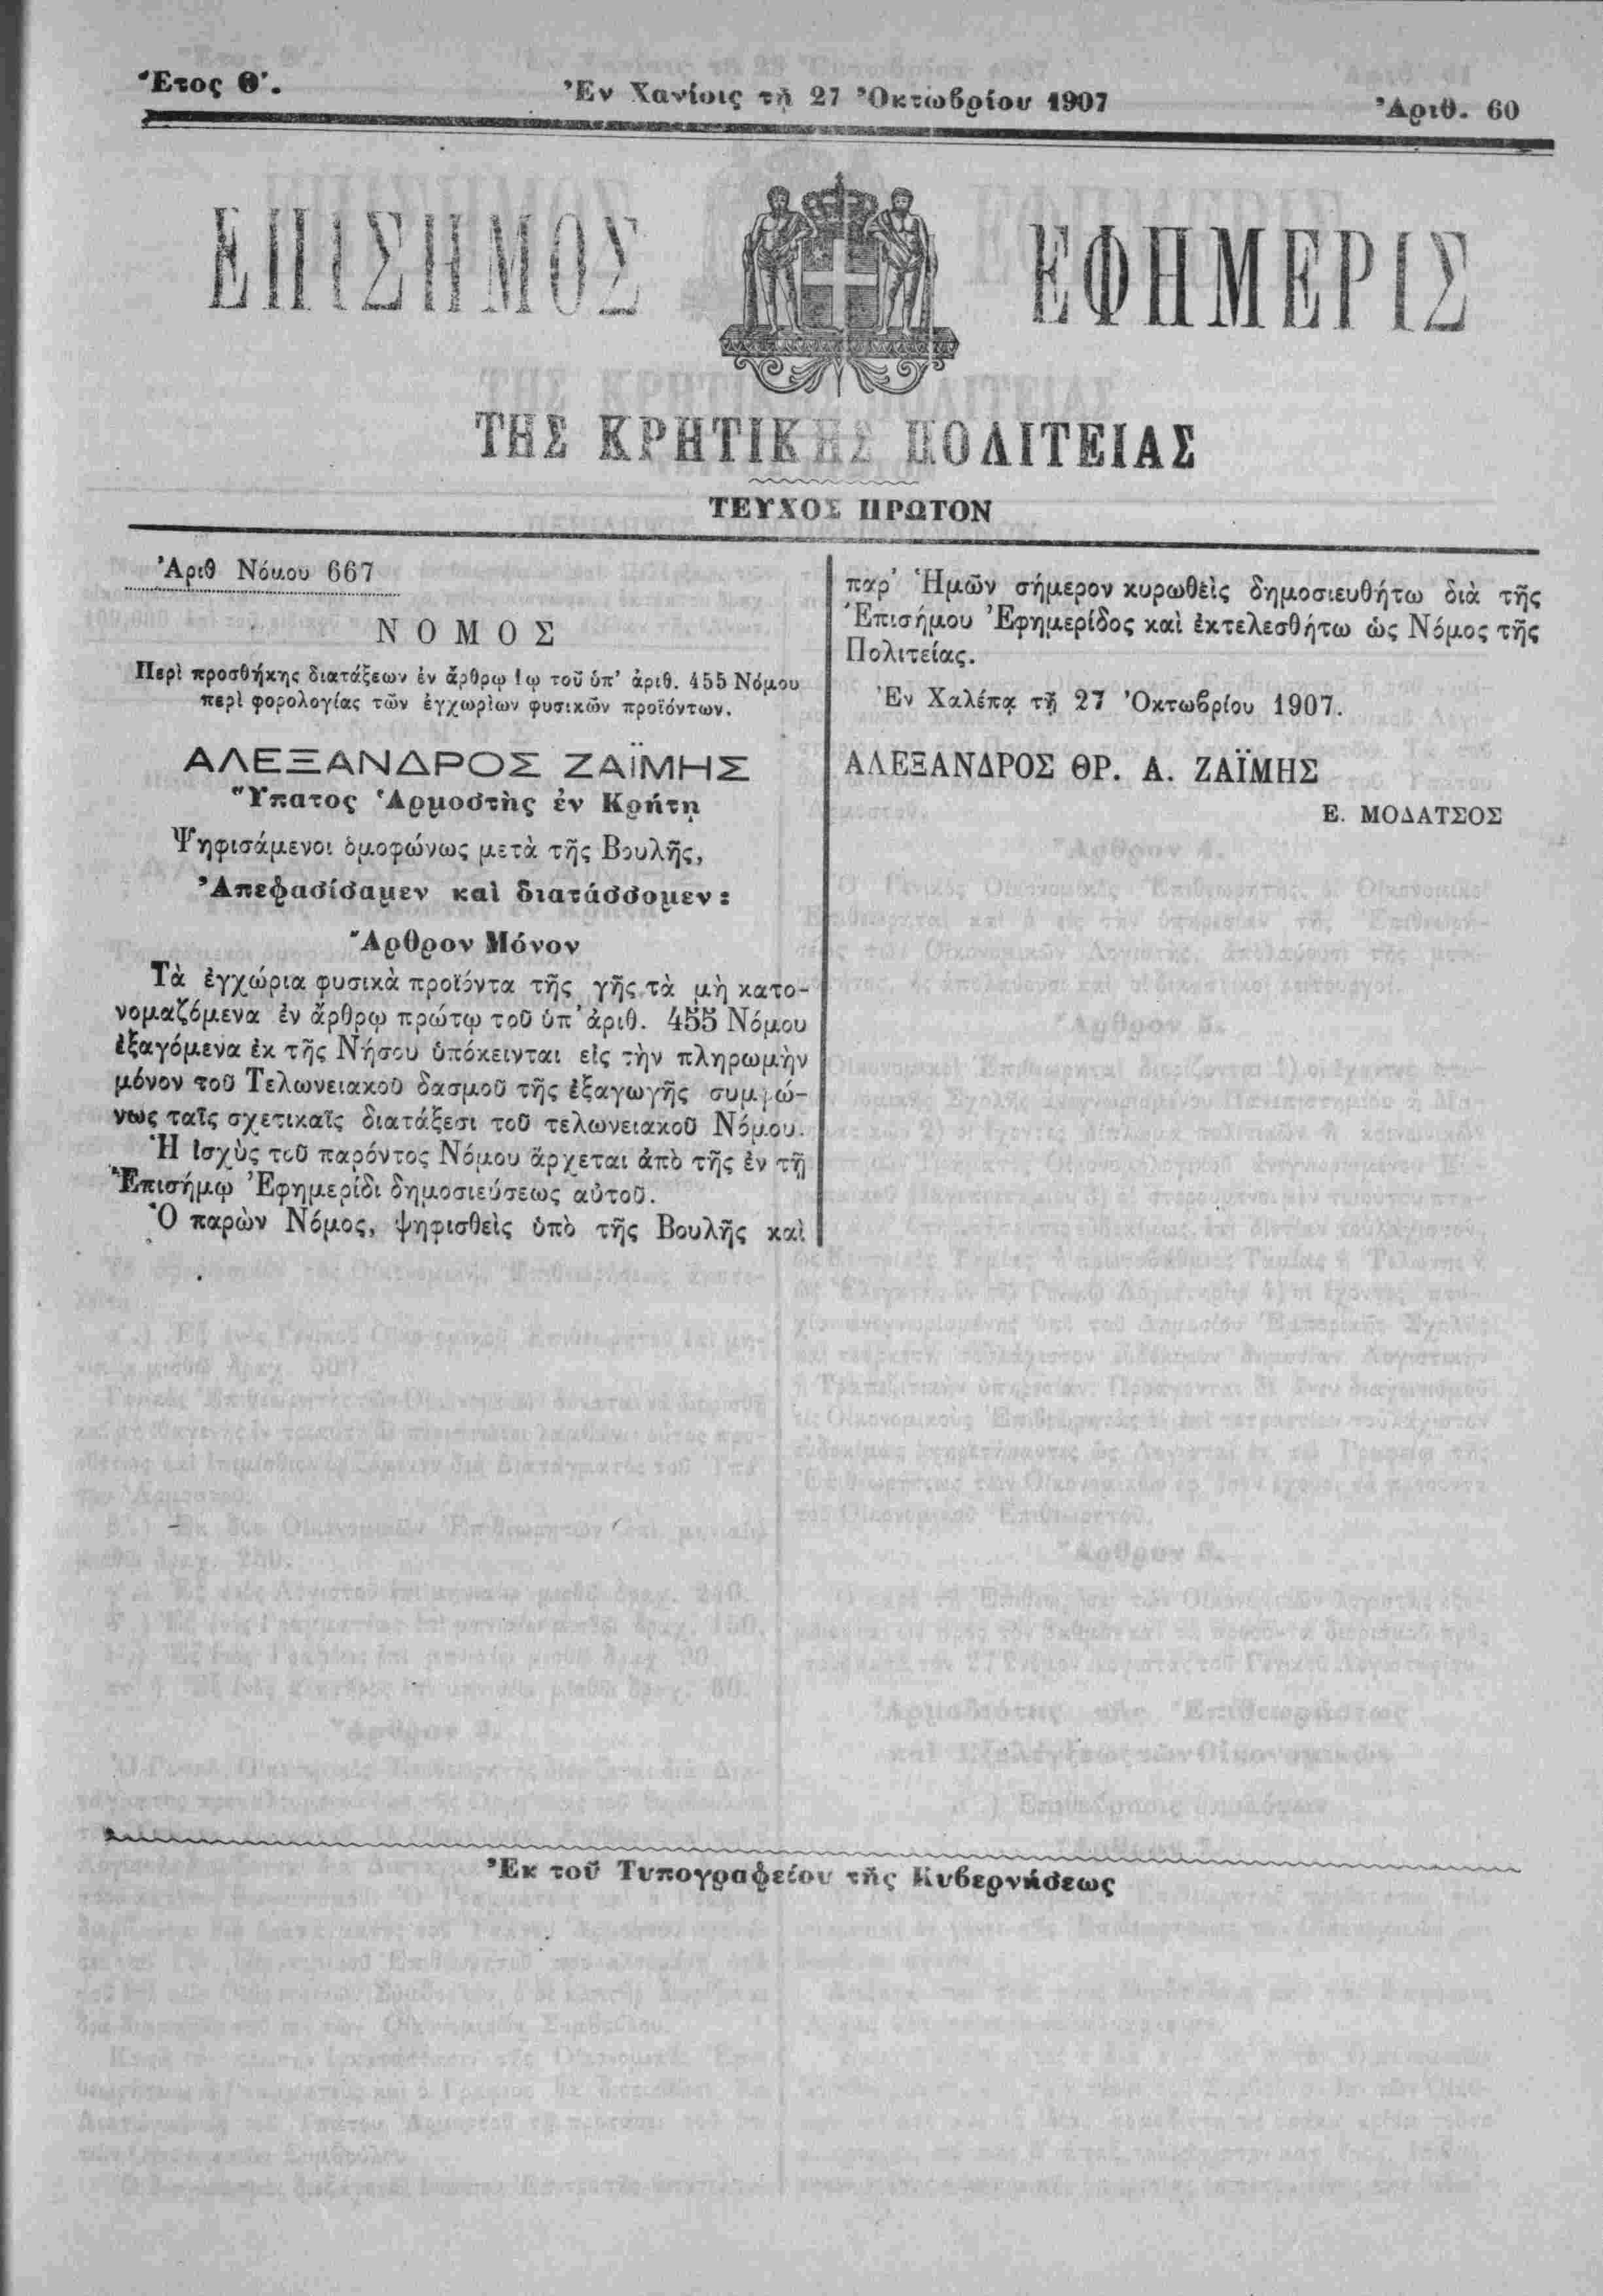 Ἔτος Θʹ.
Ἐν Χανίοις τῇ 27 Ὀκτωβρίου 1907
Ἀριθ. 60
ΕΠΙΣΗΜΟΣ ΕΦΗΜΕΡΙΣ
ΤΗΣ ΚΡΗΤΙΚΗΣ ΠΟΛΙΤΕΙΑΣ
ΤΕΥΧΟΣ ΠΡΩΤΟΝ
Ἀριθ Νόμου 667
ΝΟΜΟΣ
Περὶ προσθήκης διατάξεων ἐν ἄρθρῳ 1ῳ τοῦ ὑπ' ἀριθ. 455 Νόμου
περὶ φορολογίας τῶν ἐγχωρίων φυσικῶν προϊόντων.
ΑΛΕΞΑΝΔΡΟΣ ΖΑΪΜΗΣ
Ὕπατος Ἁρμοστὴς ἐν Κρήτῃ
Ψηφισάμενοι ὁμοφώνως μετὰ τῆς Βουλῆς,
Ἀπεφασίσαμεν καὶ διατάσσομεν:
Ἄρθρον Μόνον
Τὰ ἐγχώρια φυσικὰ προϊόντα τῆς γῆς τὰ μὴ κατο-
νομαζόμενα ἐν ἄρθρῳ πρώτῳ τοῦ ὑπ' ἀριθ. 455 Νόμου
ἐξαγόμενα ἐκ τῆς Νήσου ὑπόκεινται εἰς τὴν πληρωμὴν
μόνον τοῦ Τελωνειακοῦ δασμοῦ τῆς ἐξαγωγῆς συμφώ-
νως ταῖς σχετικαῖς διατάξεσι τοῦ τελωνειακοῦ Νόμου.
Ἡ ἰσχὺς τοῦ παρόντος Νόμου ἄρχεται ἀπὸ τῆς ἐν τῇ
Ἐπισήμῳ Ἐφημερίδι δημοσιεύσεως αὐτοῦ.
Ὁ παρὼν Νόμος, ψηφισθεὶς ὑπὸ τῆς Βουλῆς καὶ
παρ' Ἡμῶν σήμερον κυρωθεὶς δημοσιευθήτω διὰ τῆς
Ἐπισήμου Ἐφημερίδος καὶ ἐκτελεσθήτω ὡς Νόμος τῆς
Πολιτείας.
Ἐν Χαλέπᾳ τῇ 27 Ὀκτωβρίου 1907.
ΑΛΕΞΑΝΔΡΟΣ ΘΡ. Α. ΖΑΪΜΗΣ
Ε. ΜΟΔΑΤΣΟΣ
Ἐκ τοῦ Τυπογραφείου τῆς Κυβερνήσεως